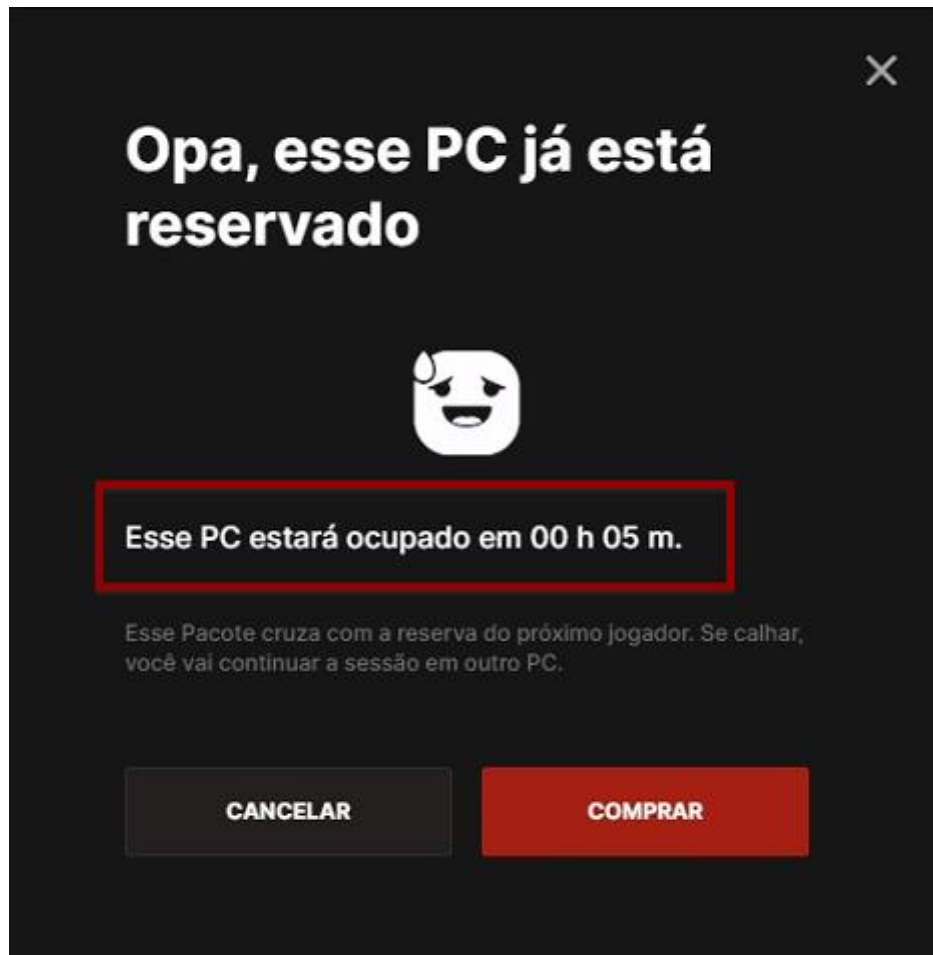 Opa, esse PC já está
reservado
Esse PC estará ocupado em 00 h 05 m.
Esse Pacote cruza com a reserva do próximo jogador. Se calhar,
você vai continuar a sessão em outro PC.
CANCELAR
COMPRAR